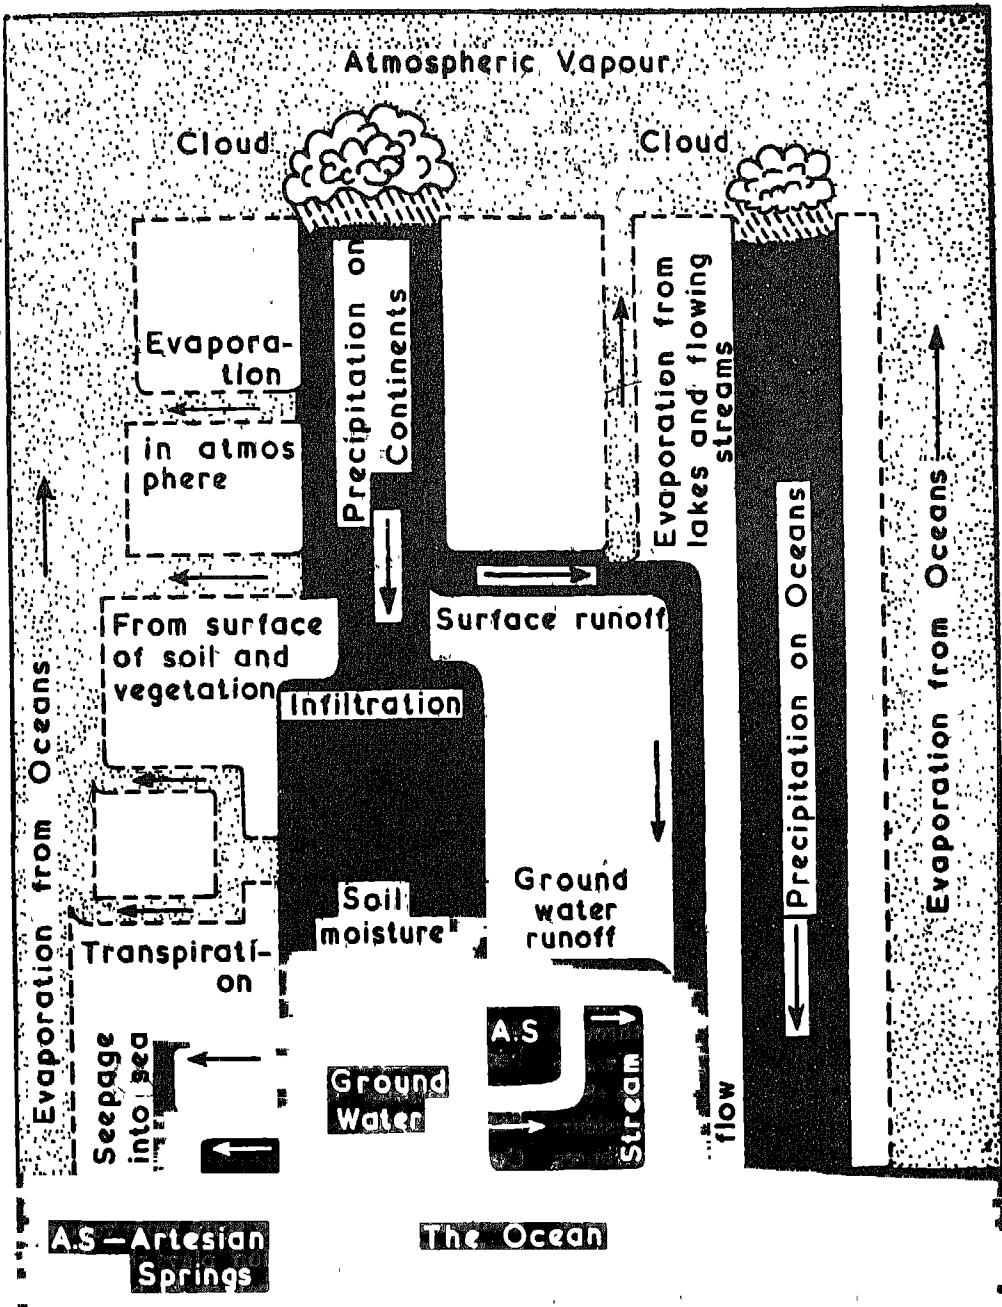 Atmospheric Vapour
Cloud
Cloud
Evapora-
tion
in atmos
phere
Precipitation on
Continents
Evaporation from
lakes and flowing
streams
From surface
of soil and
vegetation
Surface runoff
Infiltration
Precipitation on Oceans
Evaporation from Oceans
Evaporation from Oceans
Soil
moisture
Ground
water
runoff
Transpirati-
on
Seepage
into sea
A.S
Ground
Water
Stream
flow
A.S-Artesian
Springs
The Ocean